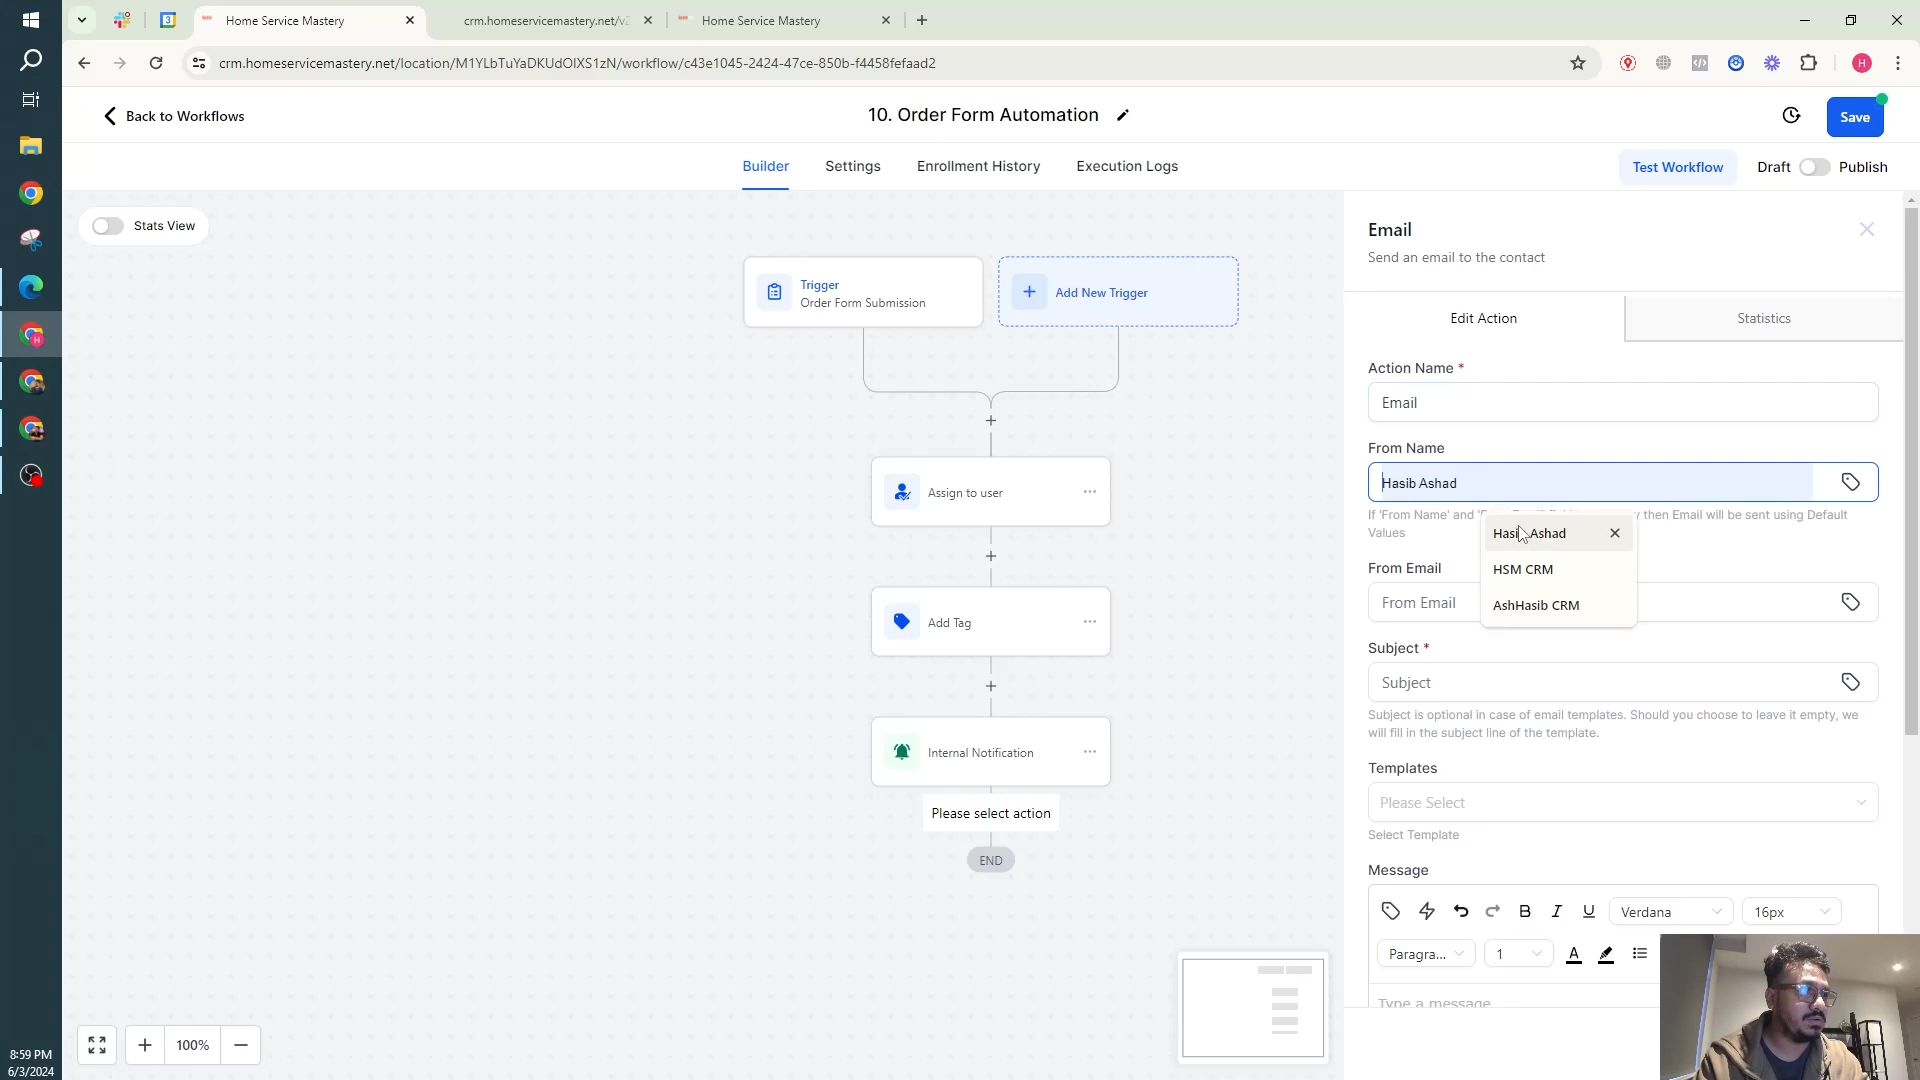 Home Service Mastery
crm.homeservicemastery.net/v2
Home Service Mastery
crm.homeservicemastery.net/location/M1YLbTuYaDKUdOlXS1zN/workflow/c43e1045-2424-47ce-850b-f4458fefaad2
H
Back to Workflows
10. Order Form Automation
Save
Builder
Settings
Enrollment History
Execution Logs
Test Workflow
Draft
Publish
Stats View
Trigger
Order Form Submission
Add New Trigger
Assign to user
Add Tag
Internal Notification
Please select action
END
100%
Email
Send an email to the contact
Edit Action
Statistics
Action Name *
Email
From Name
Hasib Ashad
If 'From Name' and 
then Email will be sent using Default
Values
Hasib Ashad
HSM CRM
AshHasib CRM
From Email
From Email
Subject *
Subject
Subject is optional in case of email templates. Should you choose to leave it empty, we
will fill in the subject line of the template.
Templates
Please Select
Select Template
Message
B
I
U
Verdana
16px
Paragra...
1
A
Type a message
8:59 PM
6/3/2024